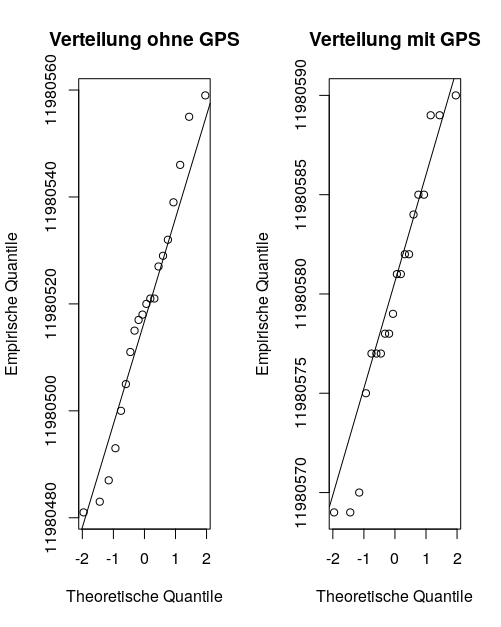 Verteilung ohne GPS
Empirische Quantile
11980480 11980500 11980520 11980540 11980560
-2 -1 0 1 2
Theoretische Quantile
Verteilung mit GPS
Empirische Quantile
11980570 11980575 11980580 11980585 11980590
-2 -1 0 1 2
Theoretische Quantile